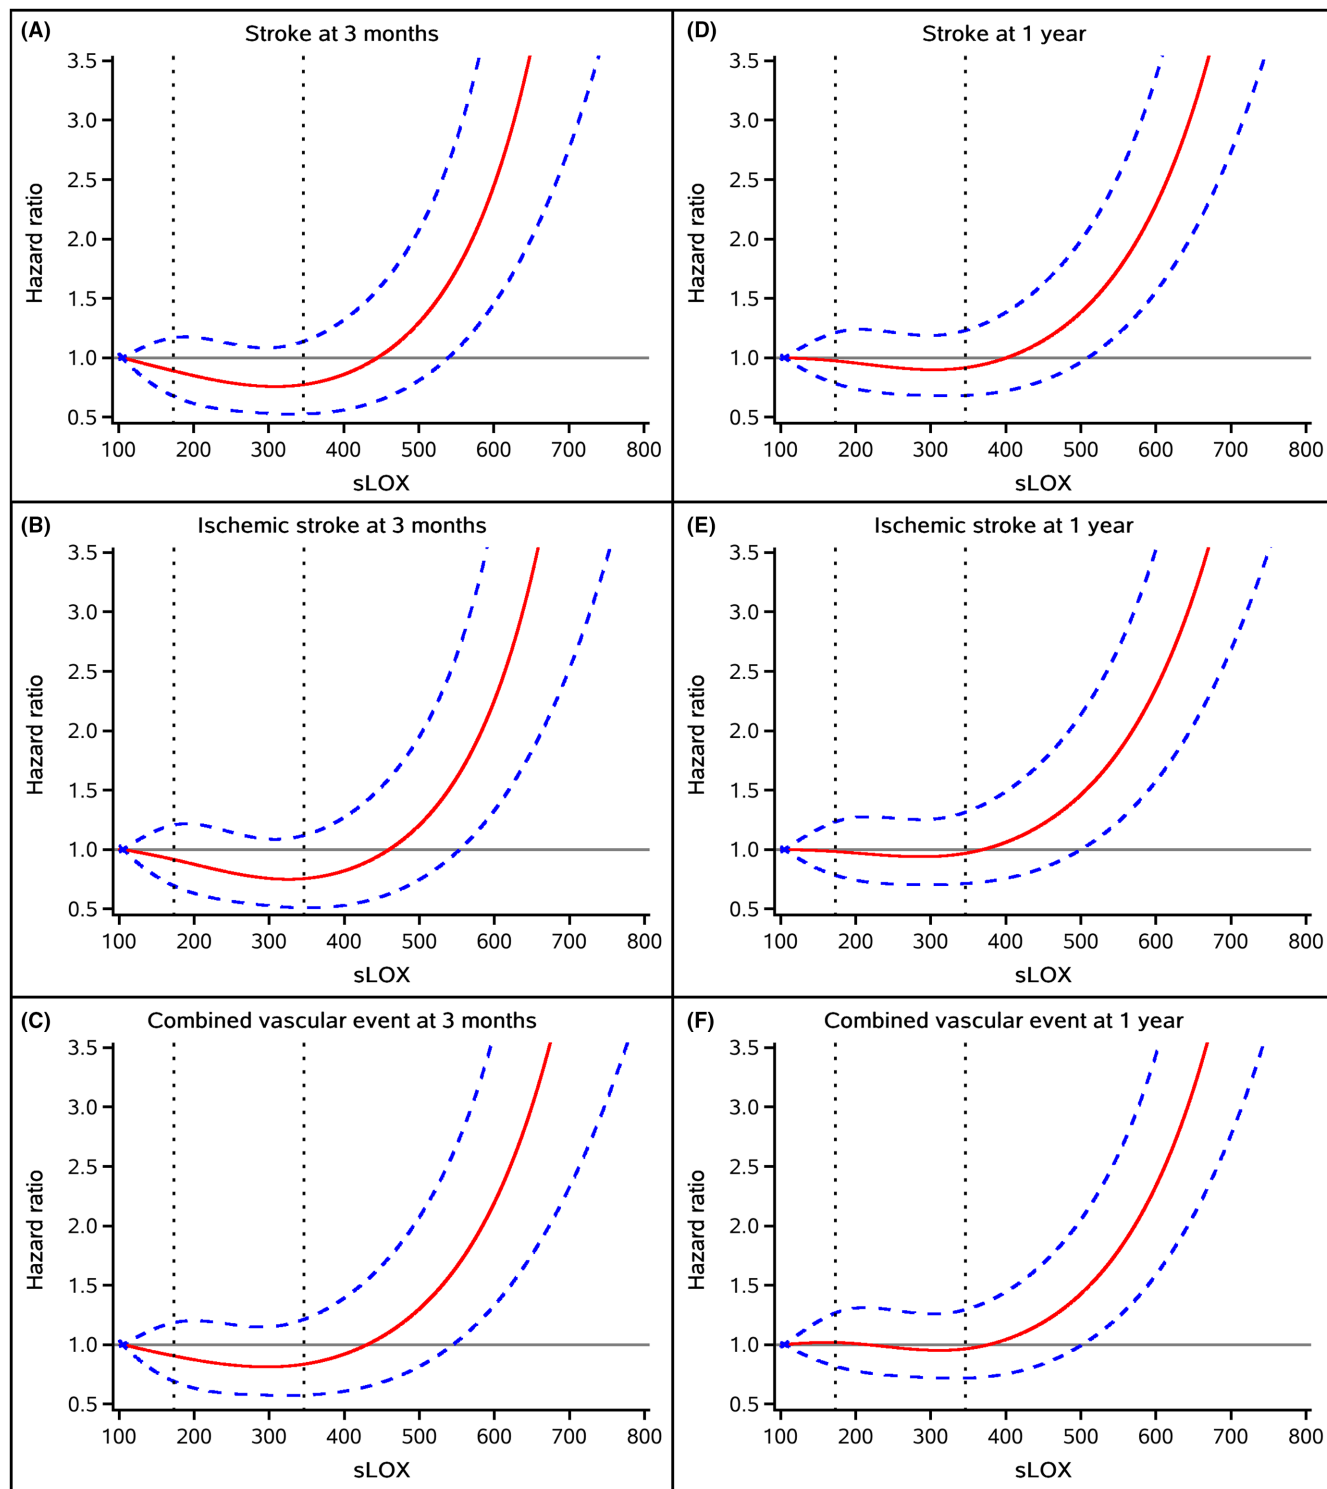 (A)
Stroke at 3 months
3.5
3.0
2.5
2.0
1.5
1.0
0.5
Hazard ratio
100 200 300 400 500 600 700 800
sLOX
(D)
Stroke at 1 year
3.5
3.0
2.5
2.0
1.5
1.0
0.5
Hazard ratio
100 200 300 400 500 600 700 800
sLOX
(B)
Ischemic stroke at 3 months
3.5
3.0
2.5
2.0
1.5
1.0
0.5
Hazard ratio
100 200 300 400 500 600 700 800
sLOX
(E)
Ischemic stroke at 1 year
3.5
3.0
2.5
2.0
1.5
1.0
0.5
Hazard ratio
100 200 300 400 500 600 700 800
sLOX
(C)
Combined vascular event at 3 months
3.5
3.0
2.5
2.0
1.5
1.0
0.5
Hazard ratio
100 200 300 400 500 600 700 800
sLOX
(F)
Combined vascular event at 1 year
3.5
3.0
2.5
2.0
1.5
1.0
0.5
Hazard ratio
100 200 300 400 500 600 700 800
sLOX